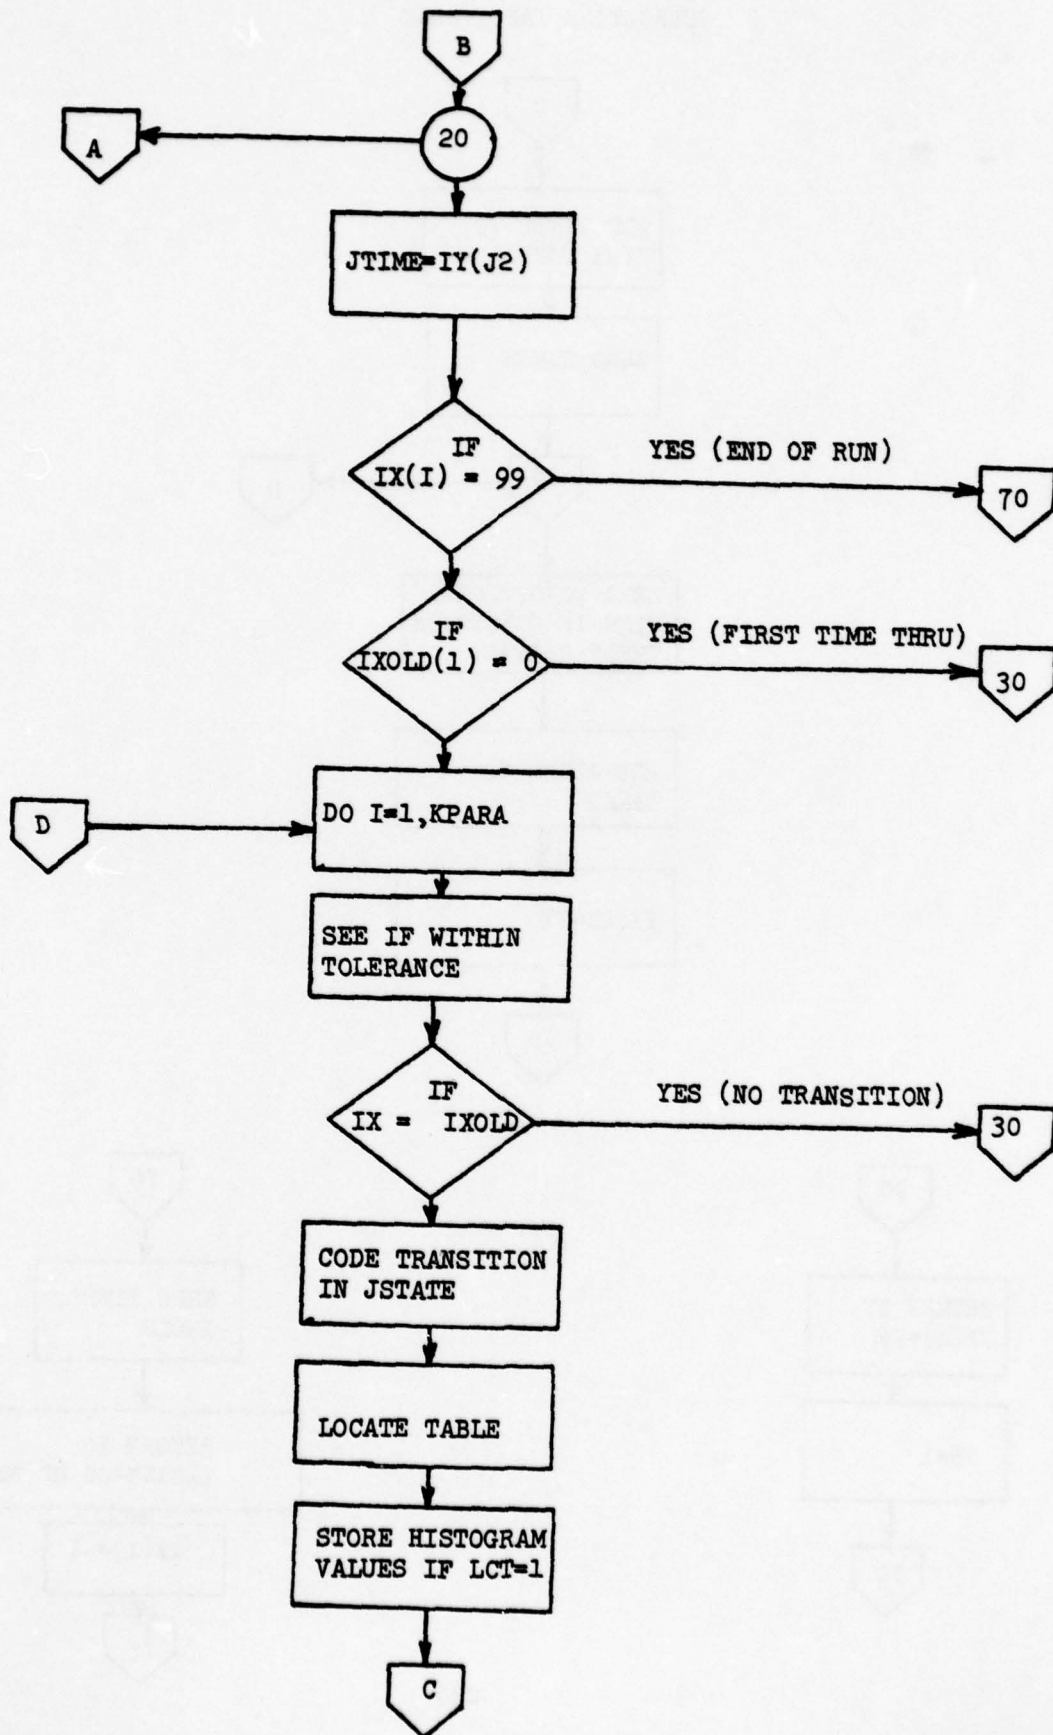 B
A
20
JTIME=IY(J2)
IF
IX(I) = 99
YES (END OF RUN)
70
IF
IXOLD(1) = 0
YES (FIRST TIME THRU)
30
D
DO I=1,KPARA
SEE IF WITHIN
TOLERANCE
IF
IX = IXOLD
YES (NO TRANSITION)
30
CODE TRANSITION
IN JSTATE
LOCATE TABLE
STORE HISTOGRAM
VALUES IF LCT=1
C